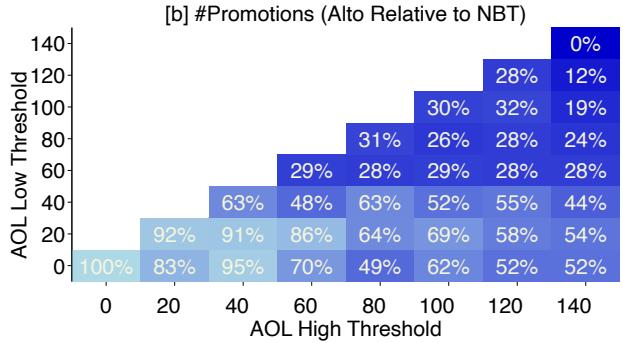 [b] #Promotions (Alto Relative to NBT)
AOL Low Threshold
140 0%
120 28% 12%
100 30% 32% 19%
80 31% 26% 28% 24%
60 29% 28% 29% 28% 28%
40 63% 48% 63% 52% 55% 44%
20 92% 91% 86% 64% 69% 58% 54%
0 100% 83% 95% 70% 49% 62% 52% 52%
0 20 40 60 80 100 120 140
AOL High Threshold